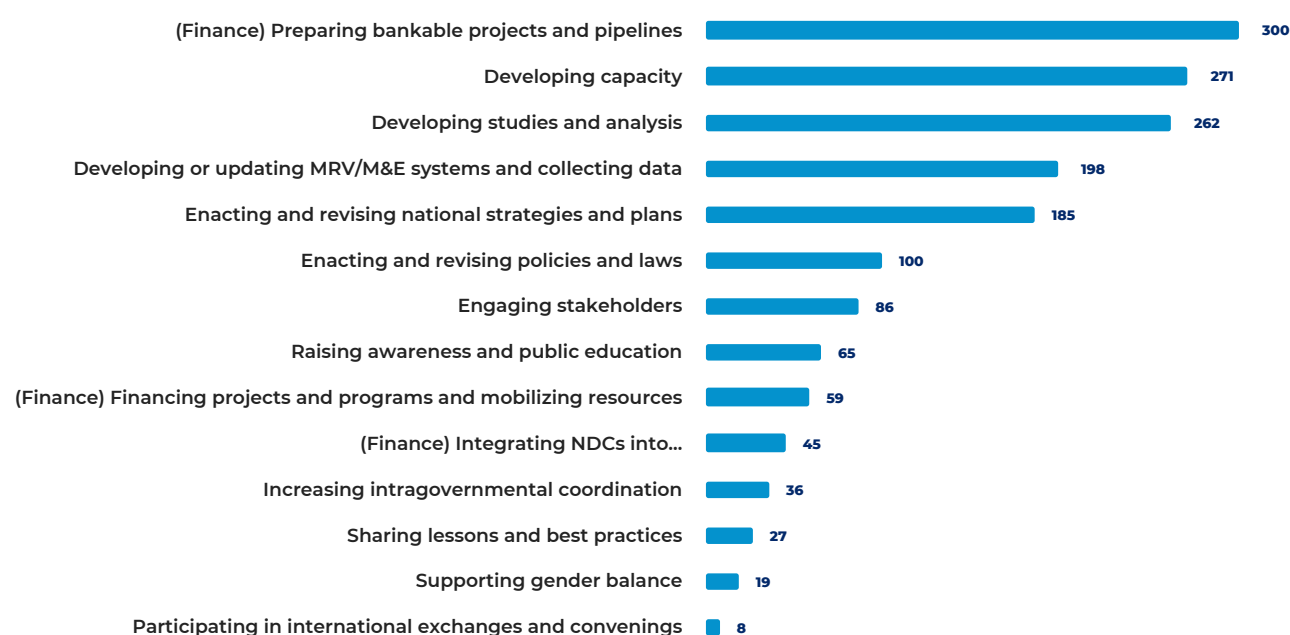 (Finance) Preparing bankable projects and pipelines 300
Developing capacity 271
Developing studies and analysis 262
Developing or updating MRV/M&E systems and collecting data 198
Enacting and revising national strategies and plans 185
Enacting and revising policies and laws 100
Engaging stakeholders 86
Raising awareness and public education 65
(Finance) Financing projects and programs and mobilizing resources 59
(Finance) Integrating NDCs into... 45
Increasing intragovernmental coordination 36
Sharing lessons and best practices 27
Supporting gender balance 19
Participating in international exchanges and convenings 8